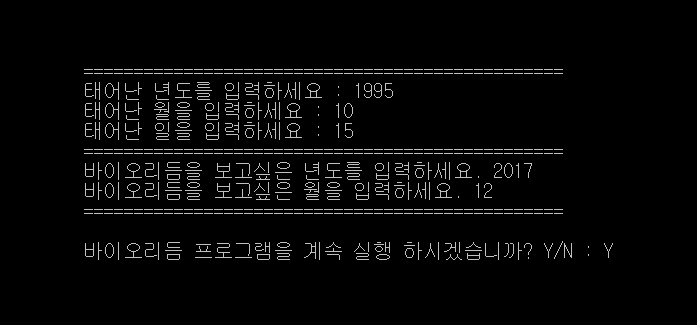 ================================================
태어난 년도를 입력하세요 : 1995
태어난 월을 입력하세요 : 10
태어난 일을 입력하세요 : 15
================================================
바이오리듬을 보고싶은 년도를 입력하세요. 2017
바이오리듬을 보고싶은 월을 입력하세요. 12
================================================
바이오리듬 프로그램을 계속 실행 하시겠습니까? Y/N : Y